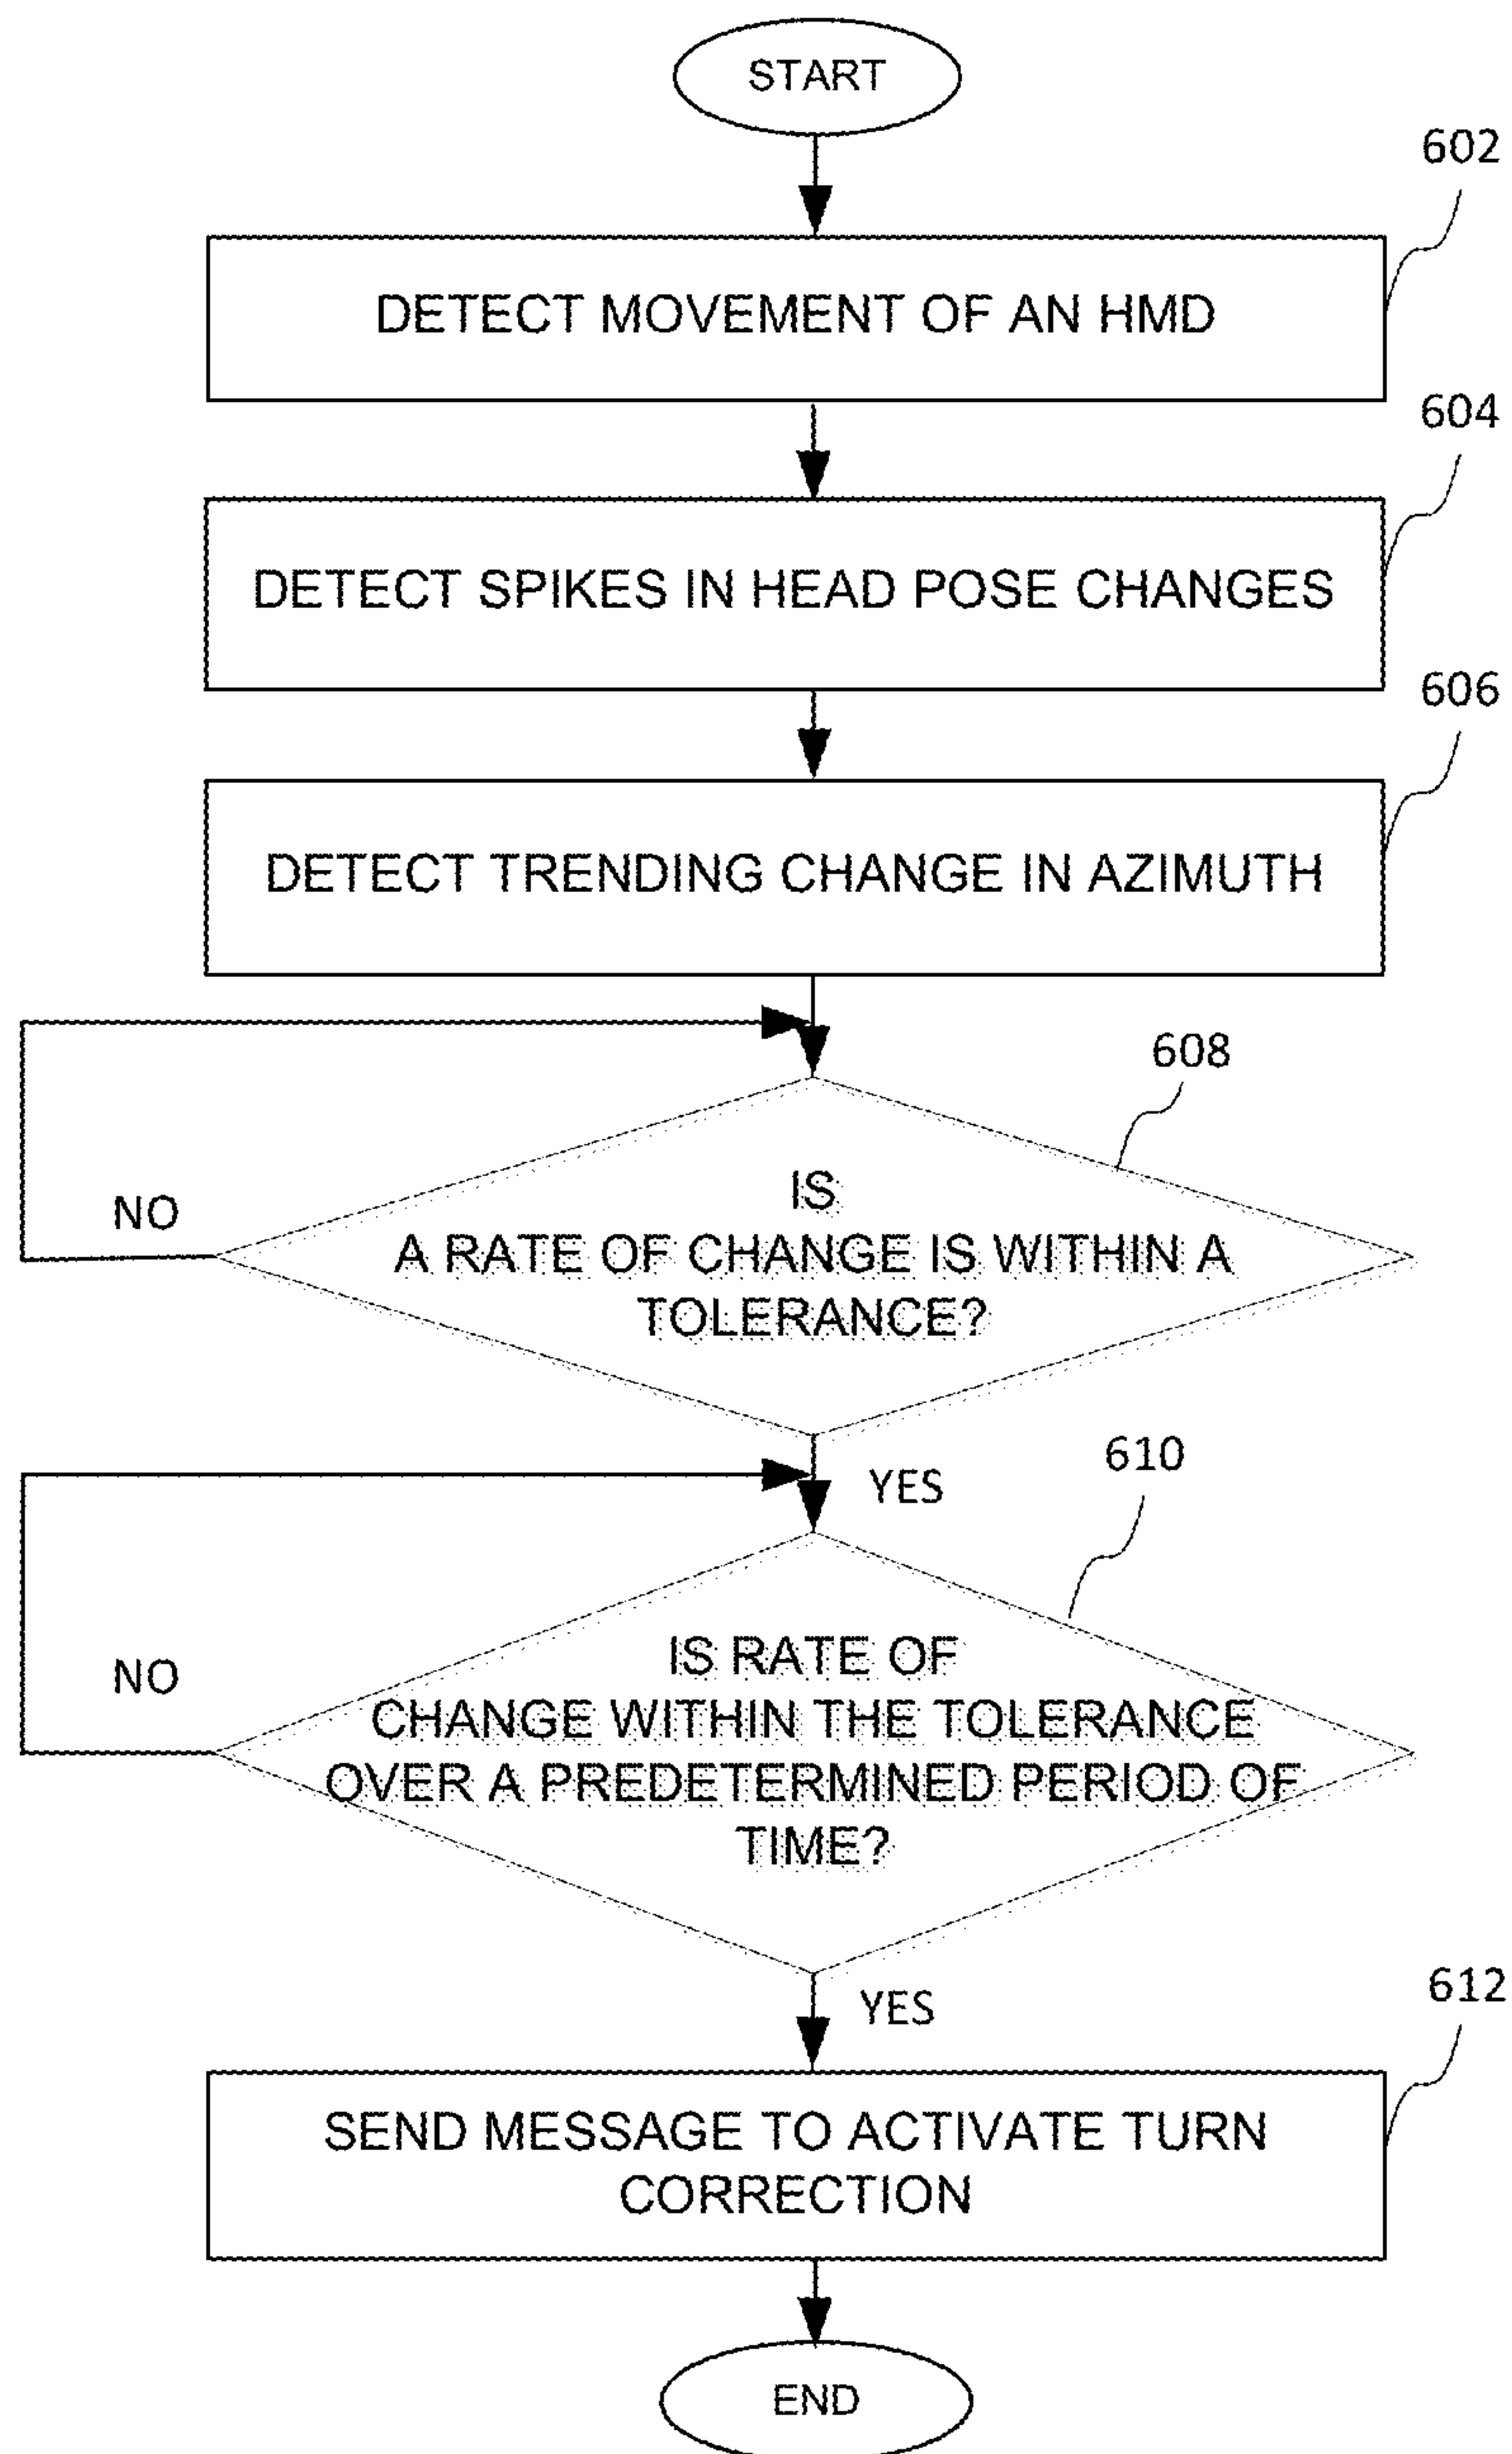 START
602
DETECT MOVEMENT OF AN HMD
604
DETECT SPIKES IN HEAD POSE CHANGES
606
DETECT TRENDING CHANGE IN AZIMUTH
608
IS
A RATE OF CHANGE IS WITHIN A
TOLERANCE?
NO
YES
610
IS RATE OF
CHANGE WITHIN THE TOLERANCE
OVER A PREDETERMINED PERIOD OF
TIME?
NO
YES
612
SEND MESSAGE TO ACTIVATE TURN
CORRECTION
END